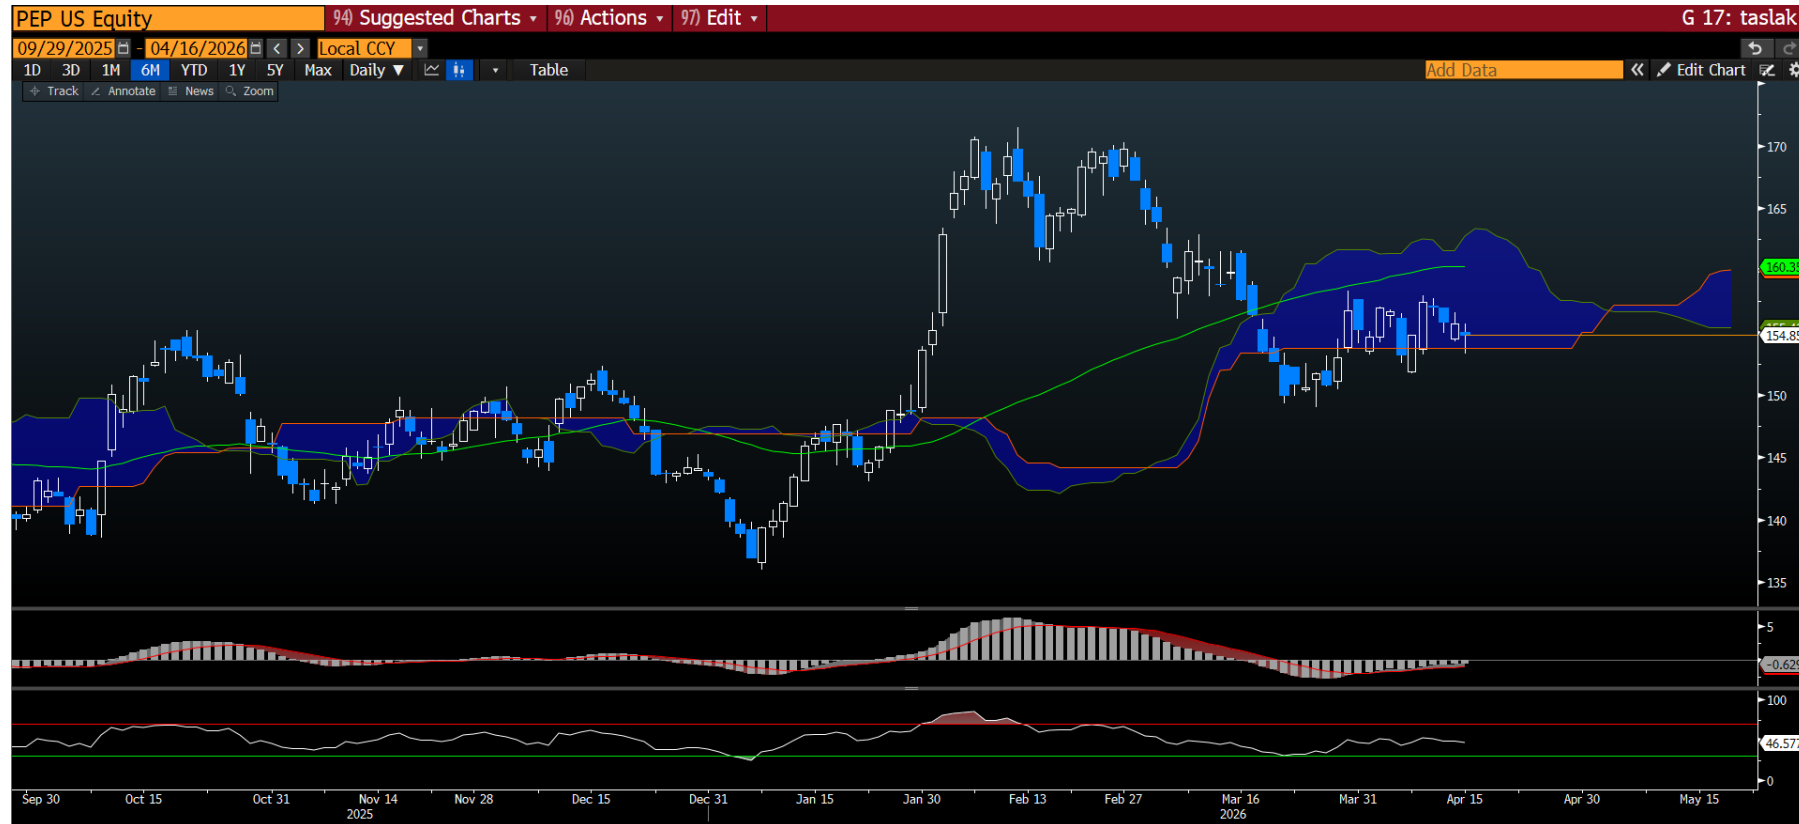 PEP US Equity 94) Suggested Charts 96) Actions 97) Edit G 17: taslak
09/29/2025 - 04/16/2026 Local CCY
1D 3D 1M 6M YTD 1Y 5Y Max Daily Table Add Data Edit Chart
Track Annotate News Zoom
170
165
160.35
154.85
150
145
140
135
5
-0.629
100
46.577
0
Sep 30 Oct 15 Oct 31 Nov 14 Nov 28 Dec 15 Dec 31 Jan 15 Jan 30 Feb 13 Feb 27 Mar 16 Mar 31 Apr 15 Apr 30 May 15
2025 2026